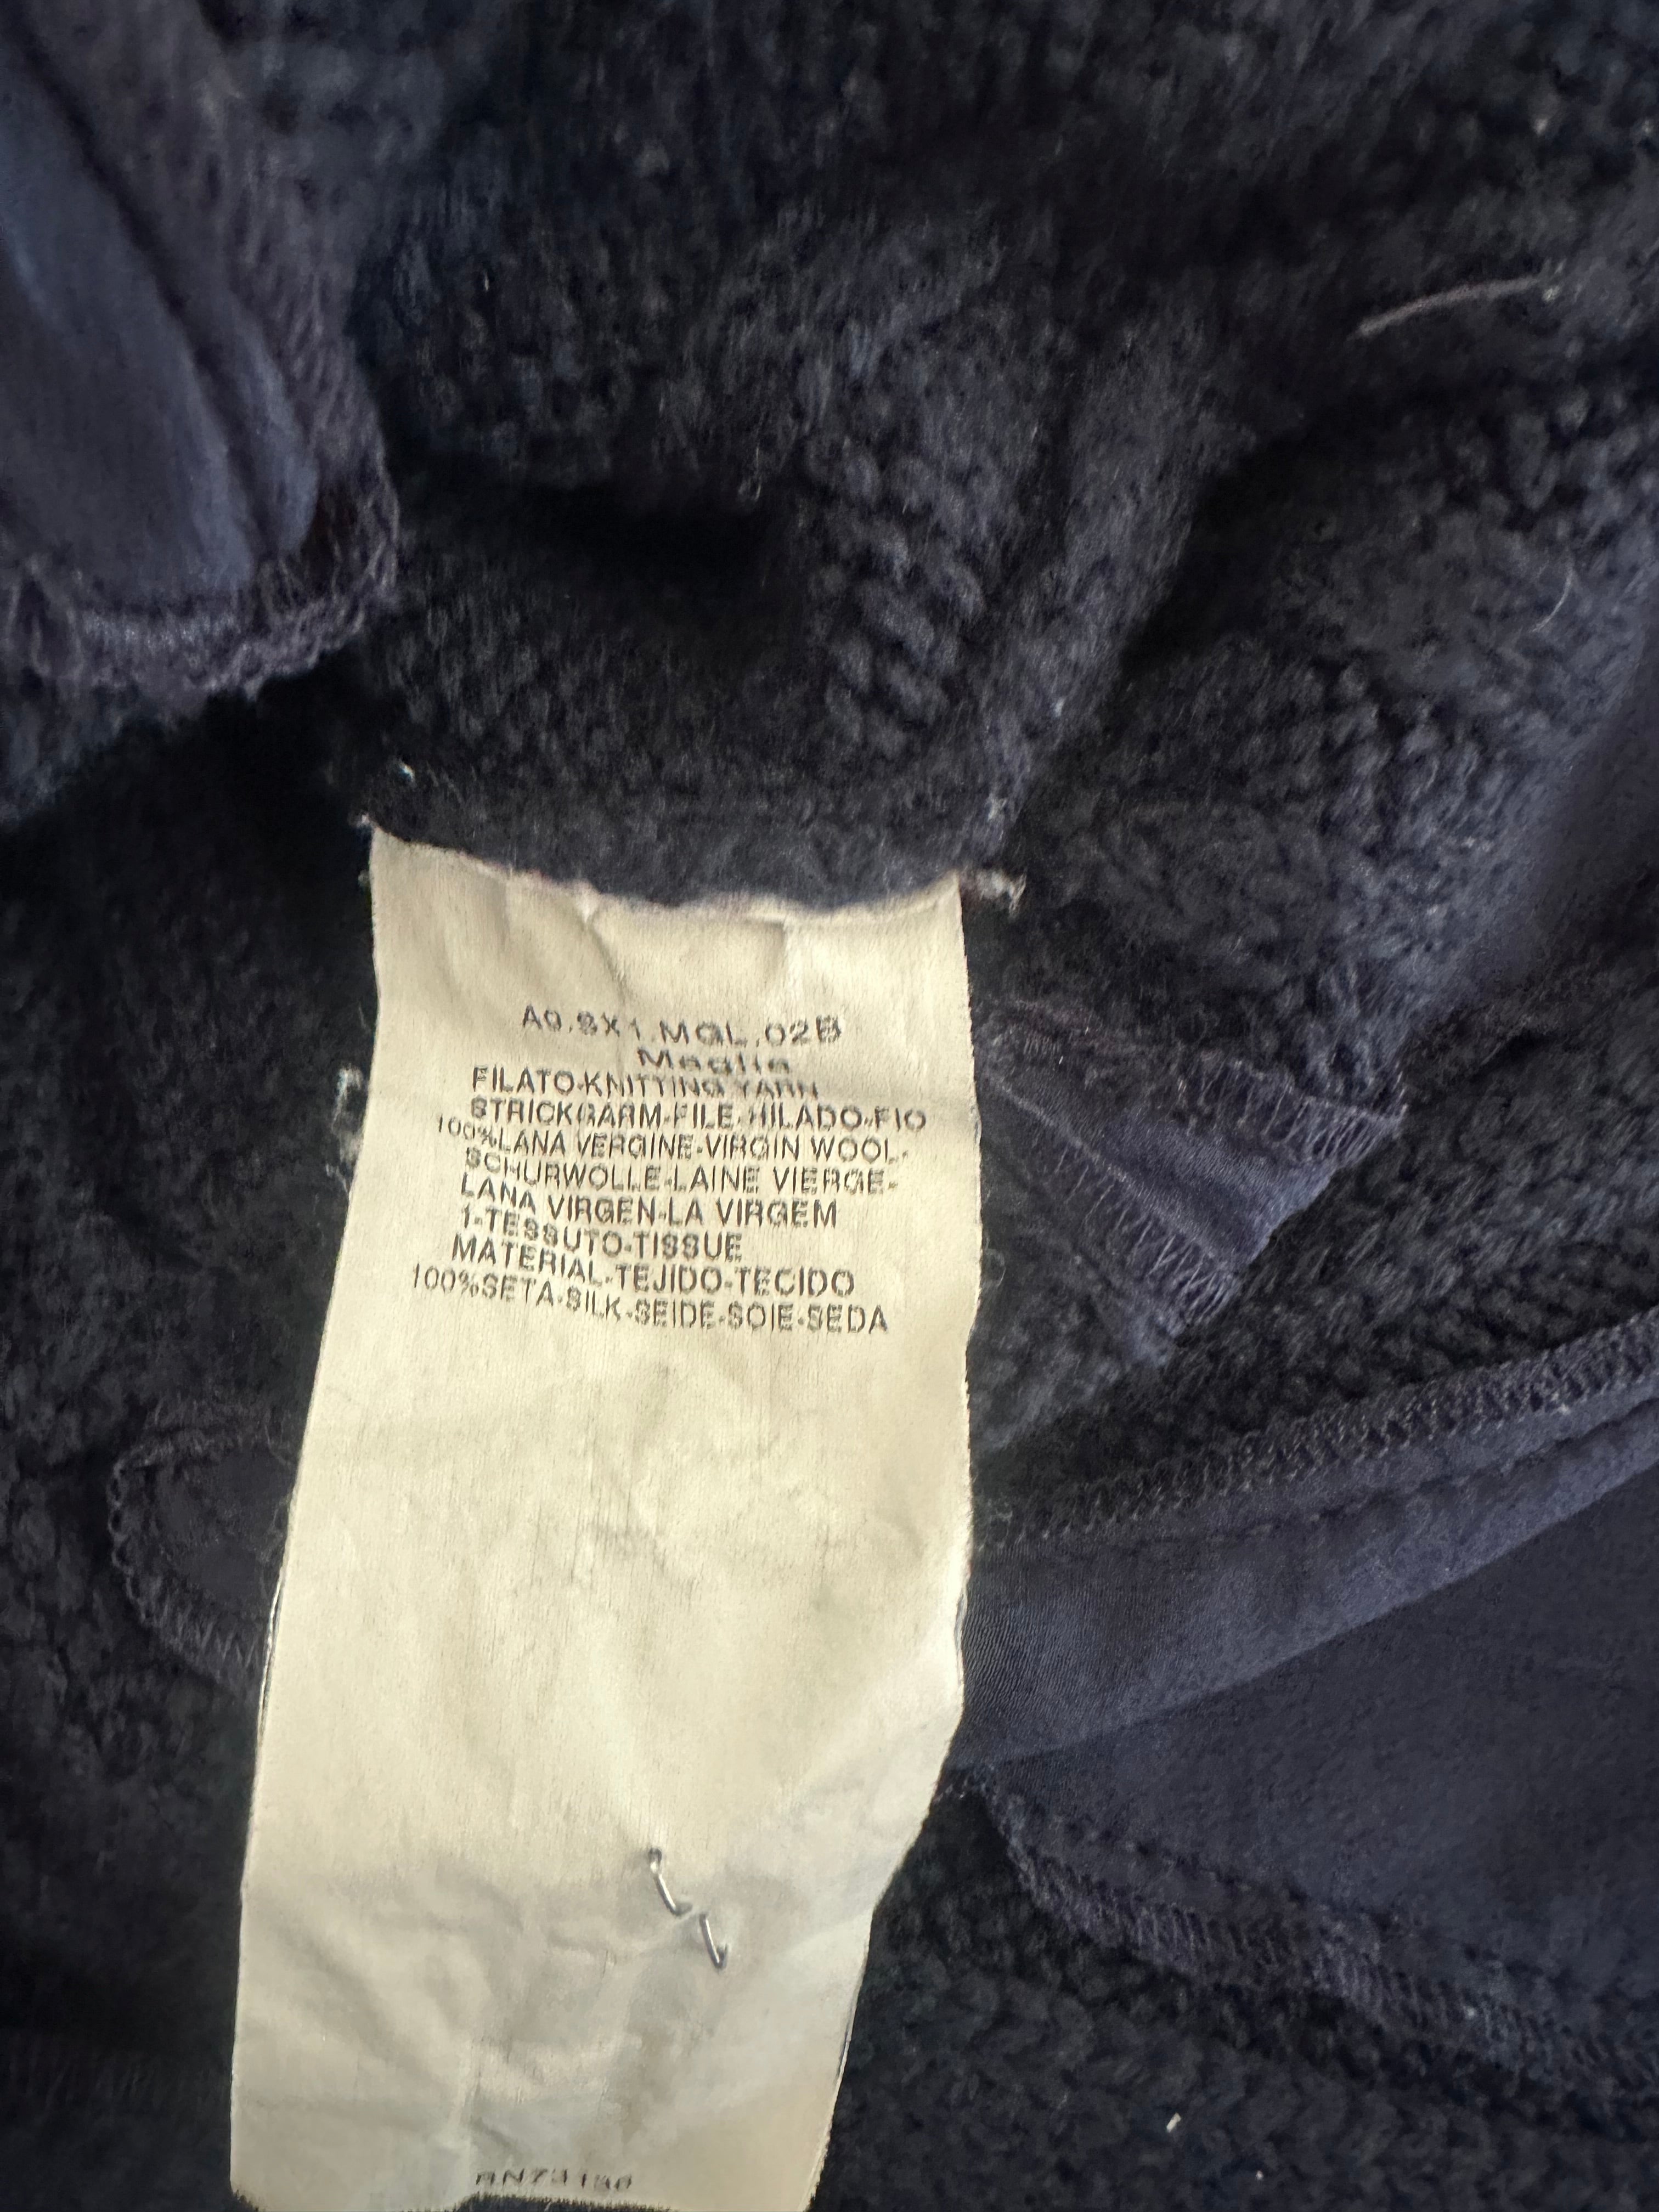 A0.SX1.MGL.02B
Maglia
FILATO-KNITTING YARN
STRICKGARM-FILE-HILADO-FIO
100%LANA VERGINE-VIRGIN WOOL-
SCHURWOLLE-LAINE VIERGE-
LANA VIRGEN-LA VIRGEM
1-TESSUTO-TISSUE
MATERIAL-TEJIDO-TECIDO
100%SETA-SILK-SEIDE-SOIE-SEDA